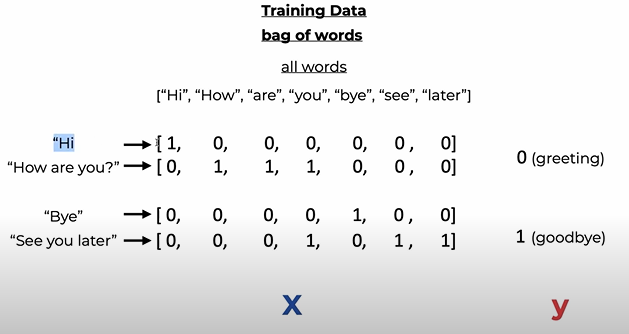 Training Data
bag of words
all words
[“Hi”, “How”, “are”, “you”, “bye”, “see”, “later”]
“Hi → [ 1, 0, 0, 0, 0, 0 , 0]
“How are you?” → [ 0, 1, 1, 1, 0, 0 , 0]
0 (greeting)
“Bye” → [ 0, 0, 0, 0, 1, 0 , 0]
“See you later” → [ 0, 0, 0, 1, 0, 1 , 1]
1 (goodbye)
X y